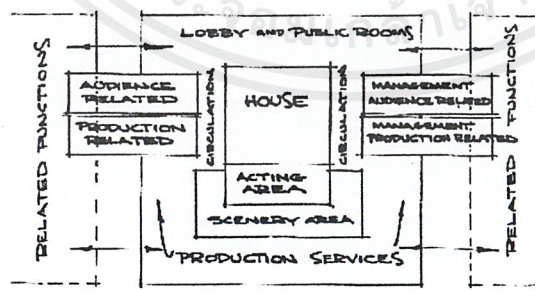 LOBBY AND PUBLIC ROOMS
RELATED FUNCTIONS
AUDIENCE
RELATED
PRODUCTION
RELATED
CIRCULATION
HOUSE
CIRCULATION
MANAGEMENT
AUDIENCE RELATED
MANAGEMENT
PRODUCTION RELATED
RELATED FUNCTIONS
ACTING
AREA
SCENERY AREA
PRODUCTION SERVICES